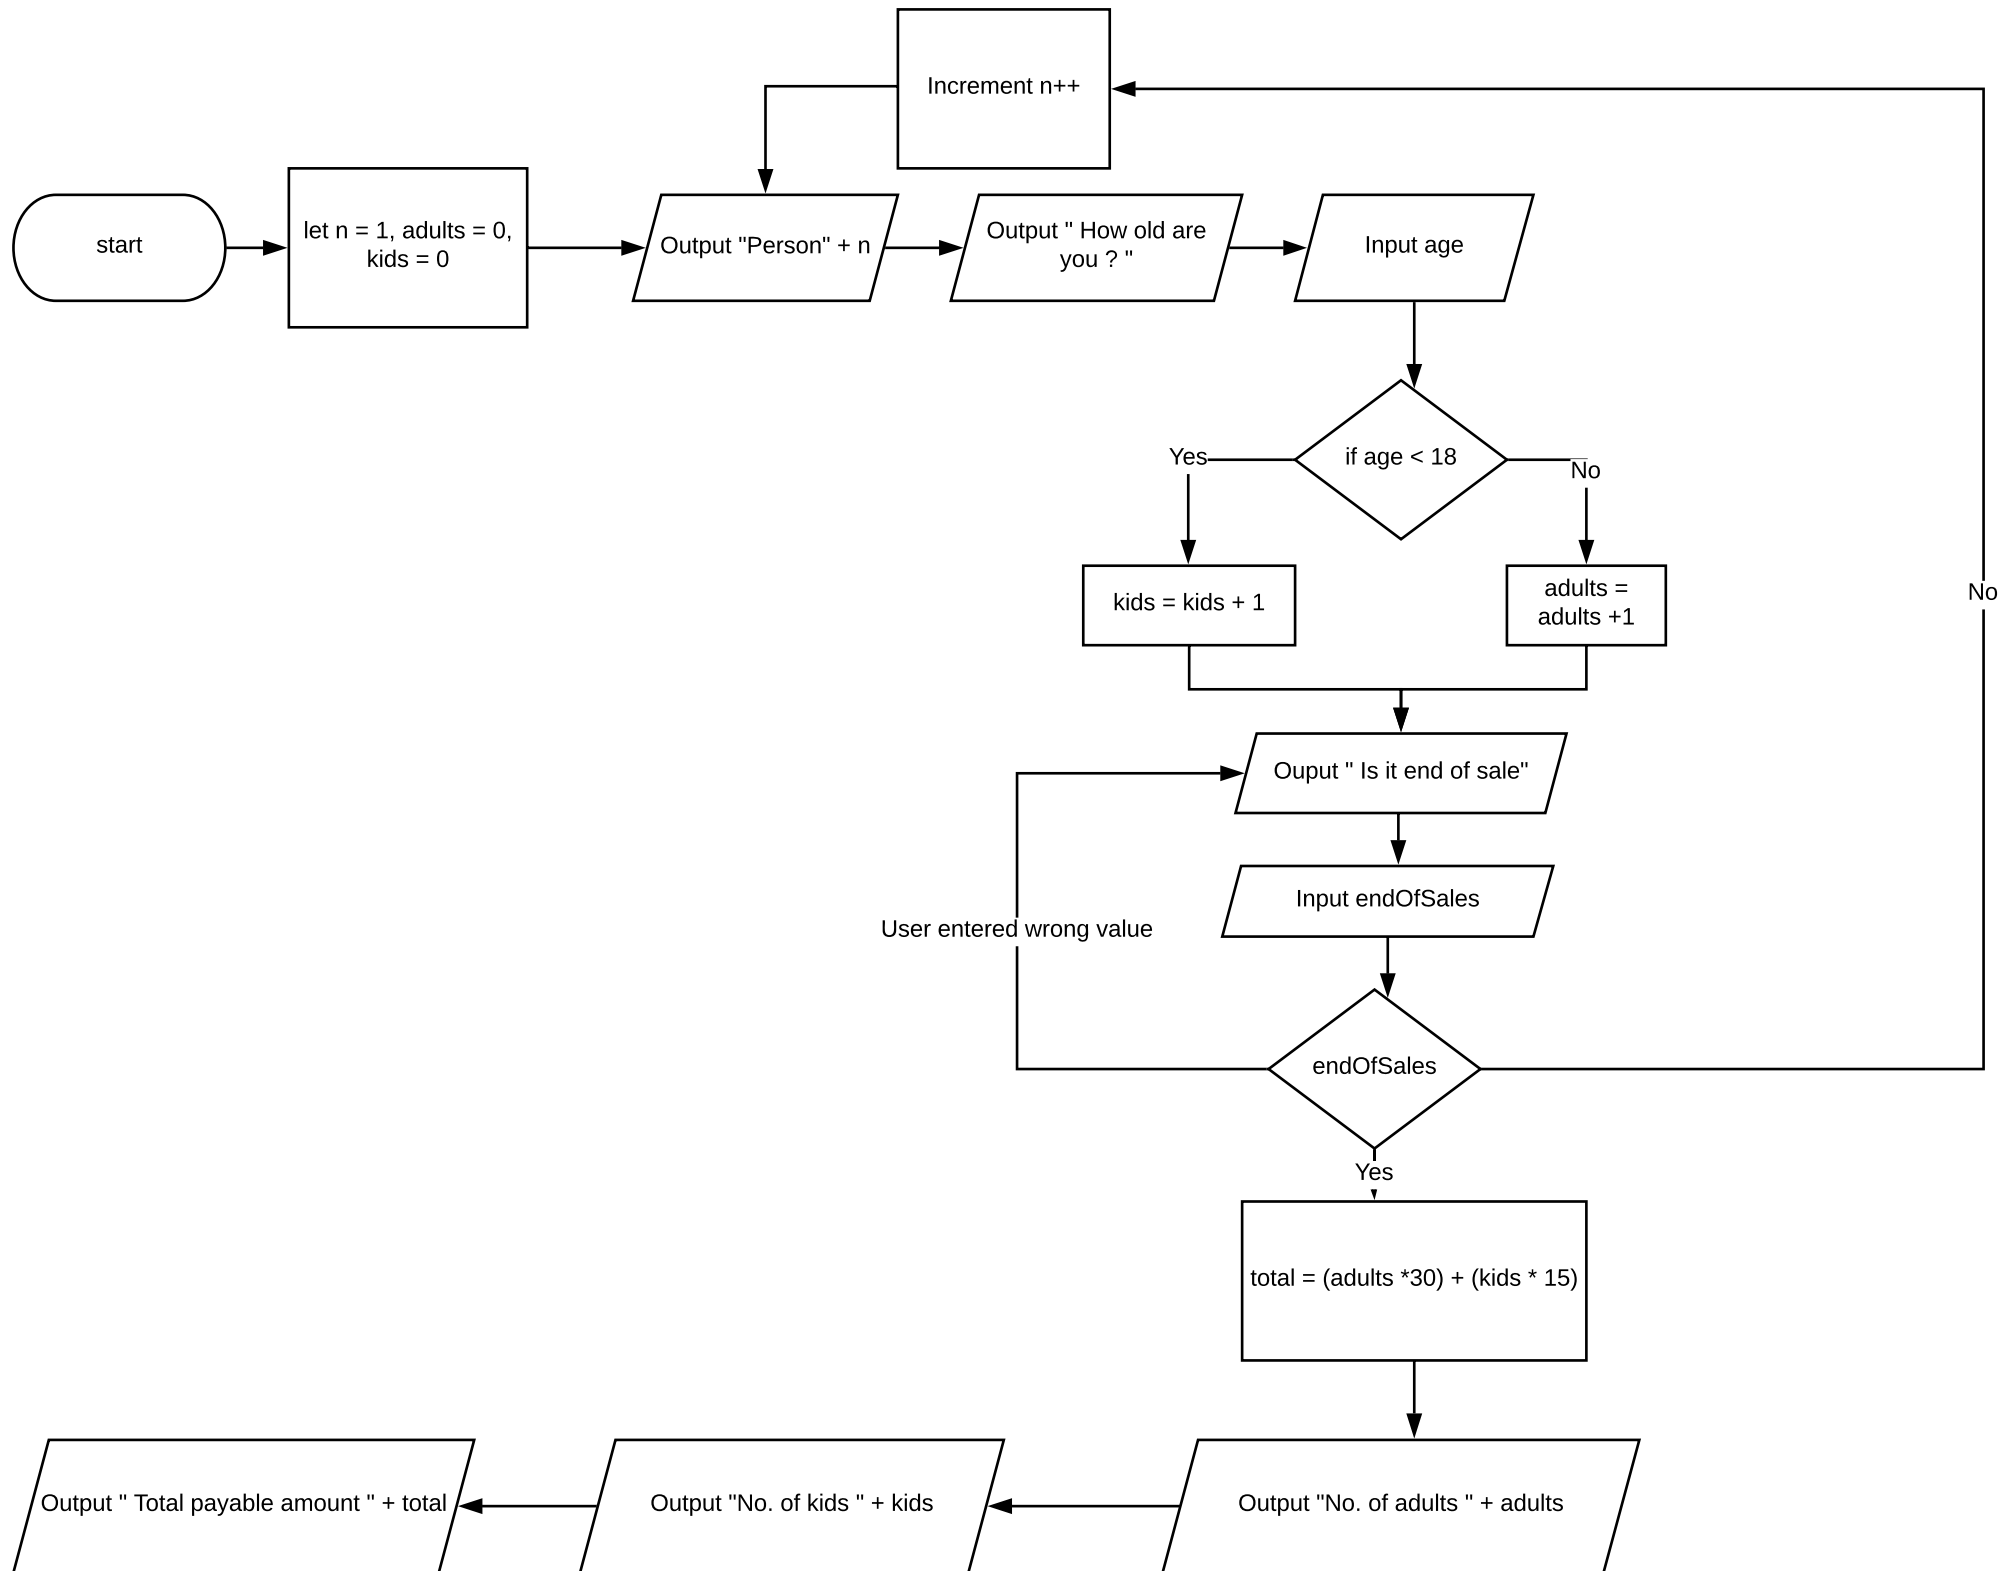 Increment n++
start
let n = 1, adults = 0,
kids = 0
Output "Person" + n
Output " How old are
you ? "
Input age
if age < 18
Yes
No
kids = kids + 1
adults =
adults +1
No
Ouput " Is it end of sale"
Input endOfSales
User entered wrong value
endOfSales
Yes
total = (adults *30) + (kids * 15)
Output " Total payable amount " + total
Output "No. of kids " + kids
Output "No. of adults " + adults